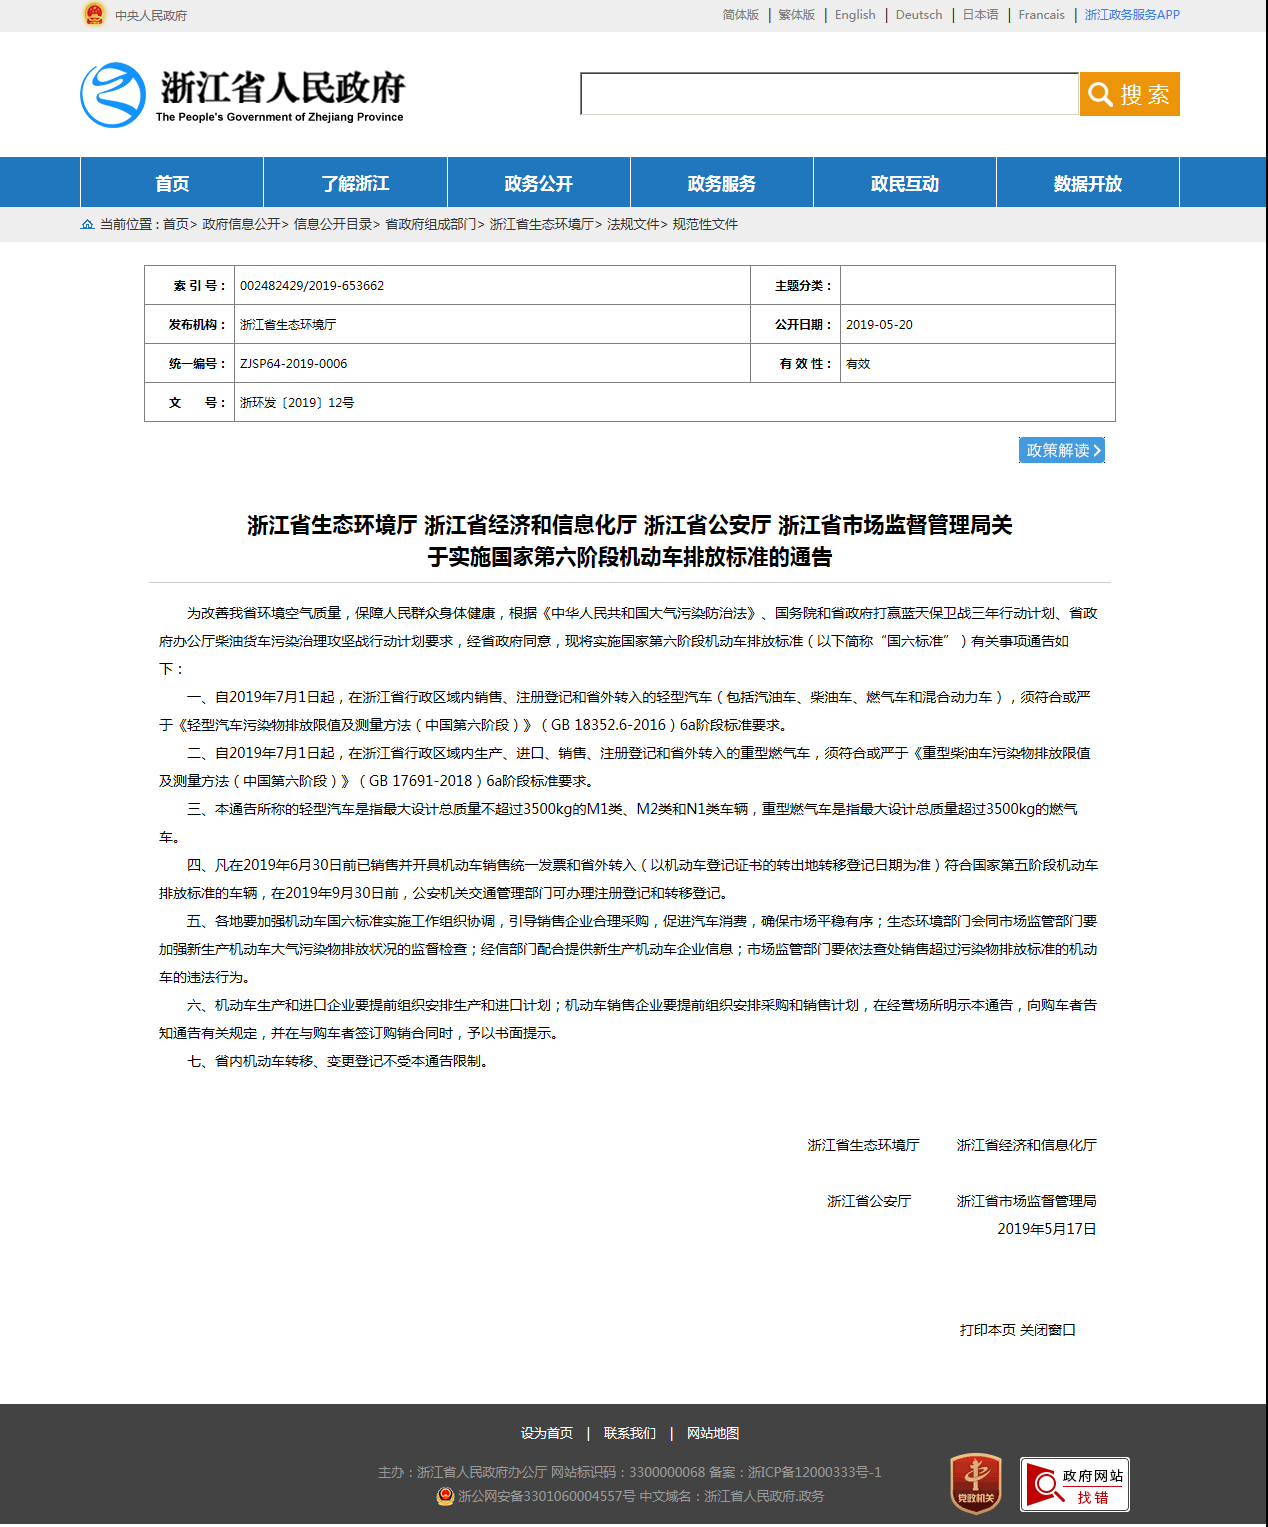 中央人民政府
简体版 | 繁体版 | English | Deutsch | 日本语 | Francais | 浙江政务服务APP
浙江省人民政府
The People's Government of Zhejiang Province
搜索
首页 了解浙江 政务公开 政务服务 政民互动 数据开放
当前位置 : 首页> 政府信息公开> 信息公开目录> 省政府组成部门> 浙江省生态环境厅> 法规文件> 规范性文件
索 引 号： 002482429/2019-653662 主题分类：
发布机构： 浙江省生态环境厅 公开日期： 2019-05-20
统一编号： ZJSP64-2019-0006 有 效 性： 有效
文　　号： 浙环发〔2019〕12号
政策解读
浙江省生态环境厅 浙江省经济和信息化厅 浙江省公安厅 浙江省市场监督管理局关
于实施国家第六阶段机动车排放标准的通告
为改善我省环境空气质量，保障人民群众身体健康，根据《中华人民共和国大气污染防治法》、国务院和省政府打赢蓝天保卫战三年行动计划、省政
府办公厅柴油货车污染治理攻坚战行动计划要求，经省政府同意，现将实施国家第六阶段机动车排放标准（以下简称“国六标准”）有关事项通告如
下：
一、自2019年7月1日起，在浙江省行政区域内销售、注册登记和省外转入的轻型汽车（包括汽油车、柴油车、燃气车和混合动力车），须符合或严
于《轻型汽车污染物排放限值及测量方法（中国第六阶段）》（GB 18352.6-2016）6a阶段标准要求。
二、自2019年7月1日起，在浙江省行政区域内生产、进口、销售、注册登记和省外转入的重型燃气车，须符合或严于《重型柴油车污染物排放限值
及测量方法（中国第六阶段）》（GB 17691-2018）6a阶段标准要求。
三、本通告所称的轻型汽车是指最大设计总质量不超过3500kg的M1类、M2类和N1类车辆，重型燃气车是指最大设计总质量超过3500kg的燃气
车。
四、凡在2019年6月30日前已销售并开具机动车销售统一发票和省外转入（以机动车登记证书的转出地转移登记日期为准）符合国家第五阶段机动车
排放标准的车辆，在2019年9月30日前，公安机关交通管理部门可办理注册登记和转移登记。
五、各地要加强机动车国六标准实施工作组织协调，引导销售企业合理采购，促进汽车消费，确保市场平稳有序；生态环境部门会同市场监管部门要
加强新生产机动车大气污染物排放状况的监督检查；经信部门配合提供新生产机动车企业信息；市场监管部门要依法查处销售超过污染物排放标准的机动
车的违法行为。
六、机动车生产和进口企业要提前组织安排生产和进口计划；机动车销售企业要提前组织安排采购和销售计划，在经营场所明示本通告，向购车者告
知通告有关规定，并在与购车者签订购销合同时，予以书面提示。
七、省内机动车转移、变更登记不受本通告限制。
浙江省生态环境厅 浙江省经济和信息化厅
浙江省公安厅 浙江省市场监督管理局
2019年5月17日
打印本页 关闭窗口
设为首页 | 联系我们 | 网站地图
主办：浙江省人民政府办公厅 网站标识码：3300000068 备案：浙ICP备12000333号-1
浙公网安备3301060004557号 中文域名：浙江省人民政府.政务
党政机关
政府网站
找错